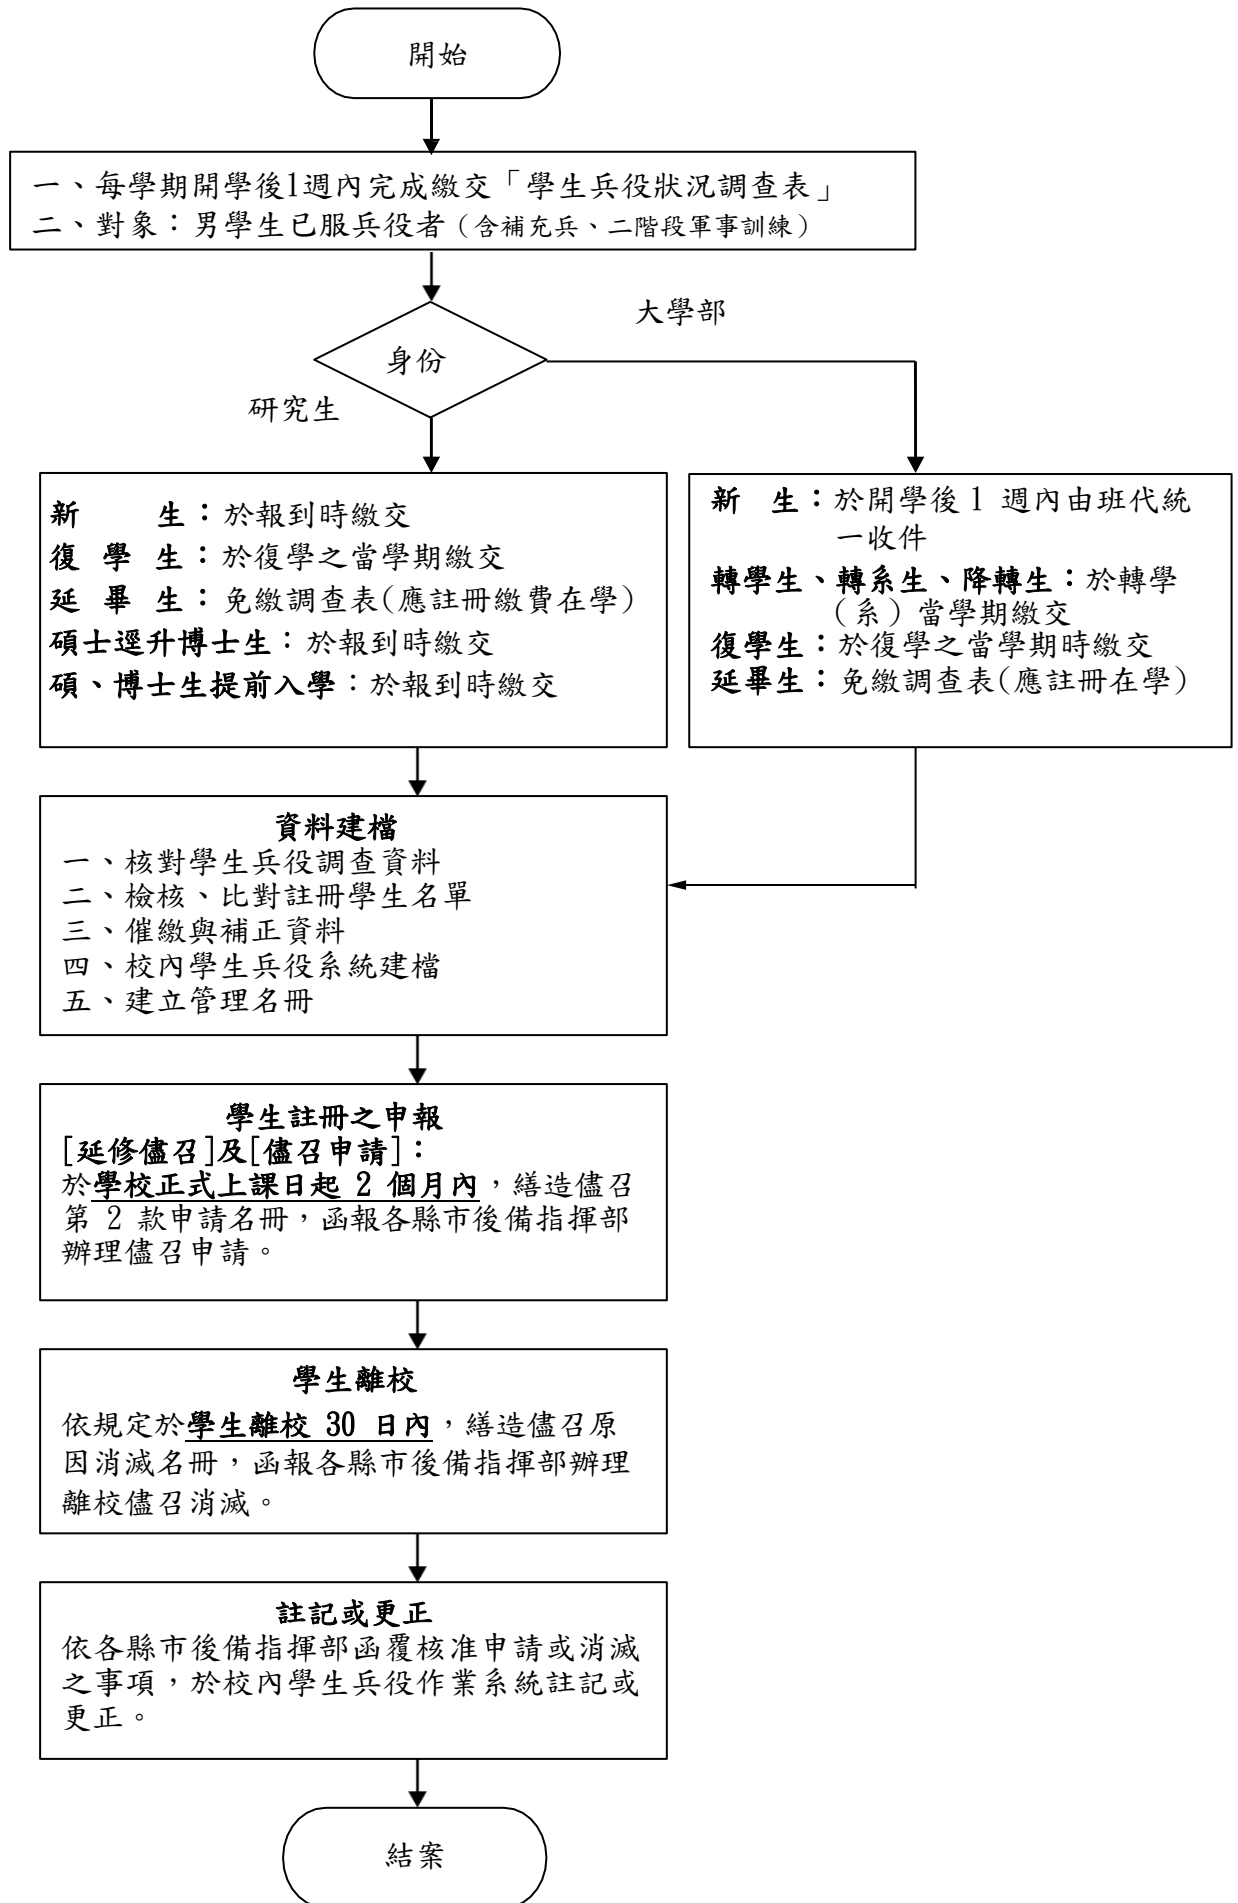 開始
一、每學期開學後1週內完成繳交「學生兵役狀況調查表」
二、對象：男學生已服兵役者（含補充兵、二階段軍事訓練）
大學部
身份
研究生
新　　生：於報到時繳交
復 學 生：於復學之當學期繳交
延 畢 生：免繳調查表(應註冊繳費在學)
碩士逕升博士生：於報到時繳交
碩、博士生提前入學：於報到時繳交
新 生：於開學後 1 週內由班代統
一收件
轉學生、轉系生、降轉生：於轉學
（系）當學期繳交
復學生：於復學之當學期時繳交
延畢生：免繳調查表(應註冊在學)
資料建檔
一、核對學生兵役調查資料
二、檢核、比對註冊學生名單
三、催繳與補正資料
四、校內學生兵役系統建檔
五、建立管理名冊
學生註冊之申報
[延修儘召]及[儘召申請]：
於學校正式上課日起 2 個月內，繕造儘召
第 2 款申請名冊，函報各縣市後備指揮部
辦理儘召申請。
學生離校
依規定於學生離校 30 日內，繕造儘召原
因消滅名冊，函報各縣市後備指揮部辦理
離校儘召消滅。
註記或更正
依各縣市後備指揮部函覆核准申請或消滅
之事項，於校內學生兵役作業系統註記或
更正。
結案